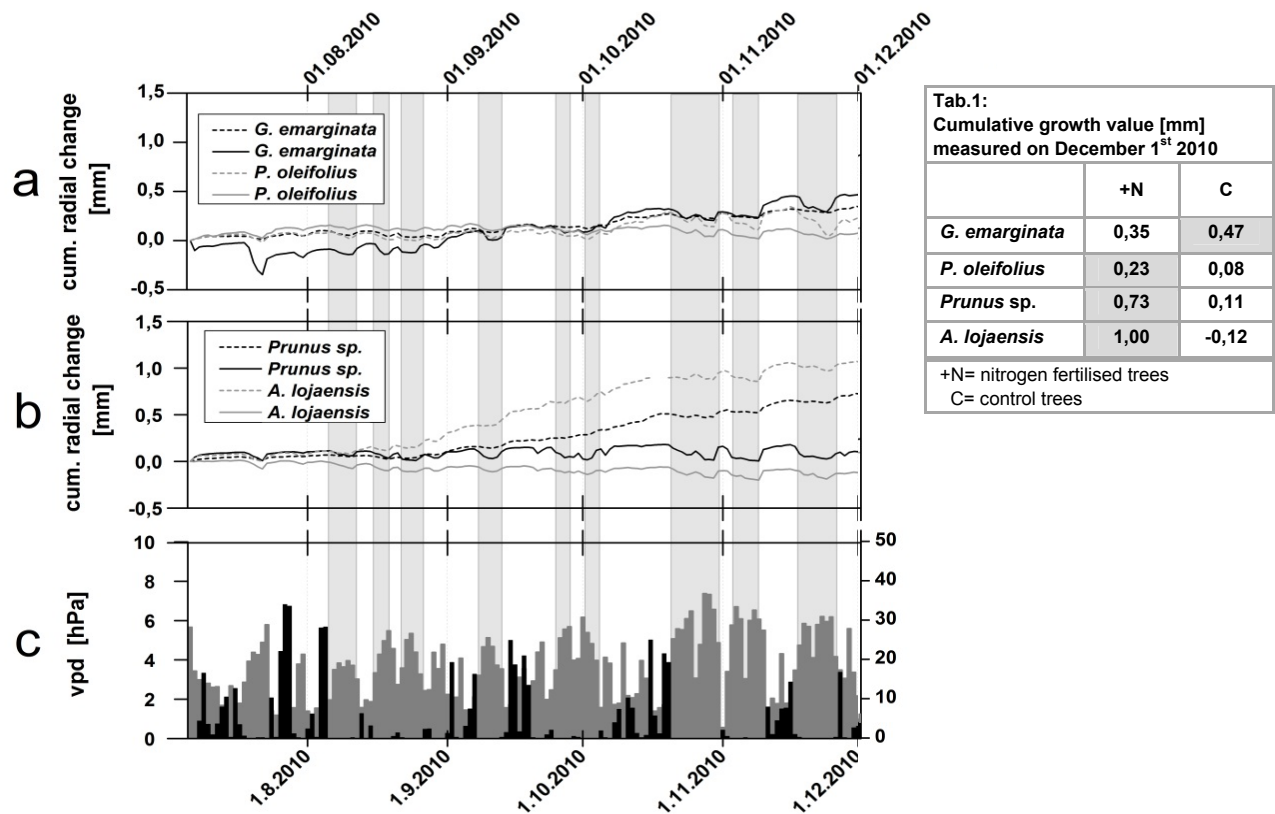 01.08.2010 01.09.2010 01.10.2010 01.11.2010 01.12.2010
a
cum. radial change
[mm]
1,5
1,0
0,5
0,0
-0,5
G. emarginata
G. emarginata
P. oleifolius
P. oleifolius
b
cum. radial change
[mm]
1,5
1,0
0,5
0,0
-0,5
Prunus sp.
Prunus sp.
A. lojaensis
A. lojaensis
c
vpd [hPa]
10
8
6
4
2
0
50
40
30
20
10
0
1.8.2010 1.9.2010 1.10.2010 1.11.2010 1.12.2010
Tab.1:
Cumulative growth value [mm]
measured on December 1st 2010
+N C
G. emarginata 0,35 0,47
P. oleifolius 0,23 0,08
Prunus sp. 0,73 0,11
A. lojaensis 1,00 -0,12
+N= nitrogen fertilised trees
C= control trees